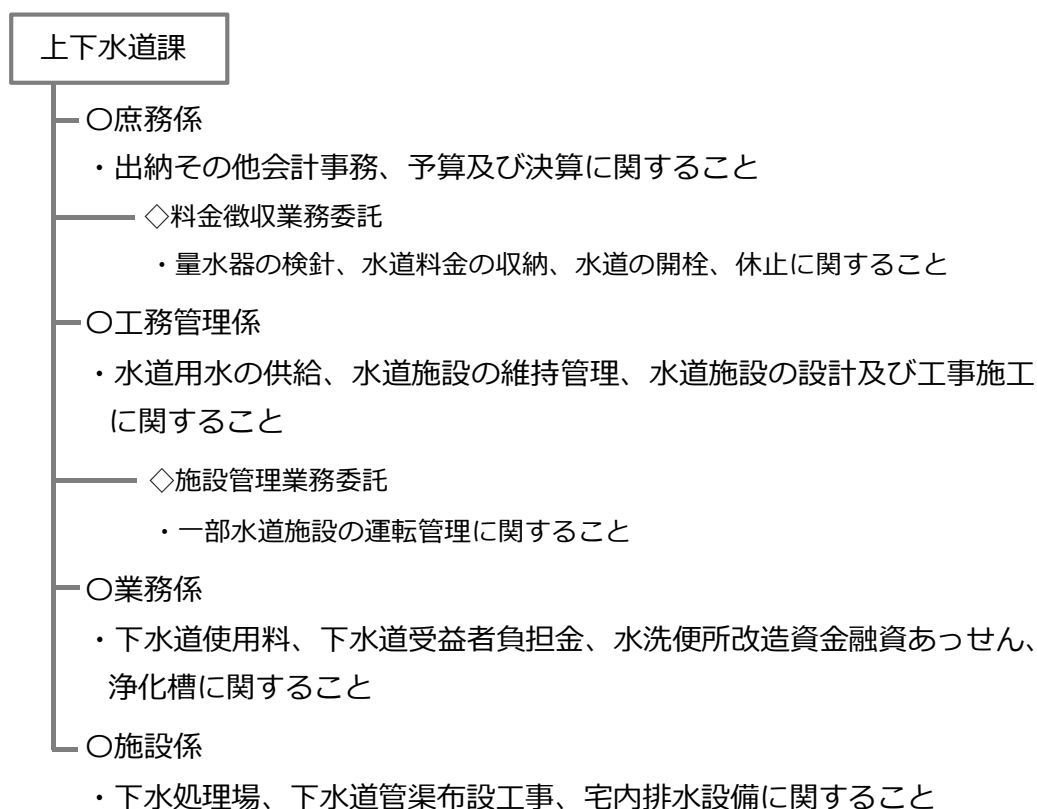 上下水道課
〇庶務係
・出納その他会計事務、予算及び決算に関すること
◇料金徴収業務委託
・量水器の検針、水道料金の収納、水道の開栓、休止に関すること
〇工務管理係
・水道用水の供給、水道施設の維持管理、水道施設の設計及び工事施工
に関すること
◇施設管理業務委託
・一部水道施設の運転管理に関すること
〇業務係
・下水道使用料、下水道受益者負担金、水洗便所改造資金融資あっせん、
浄化槽に関すること
〇施設係
・下水処理場、下水道管渠布設工事、宅内排水設備に関すること